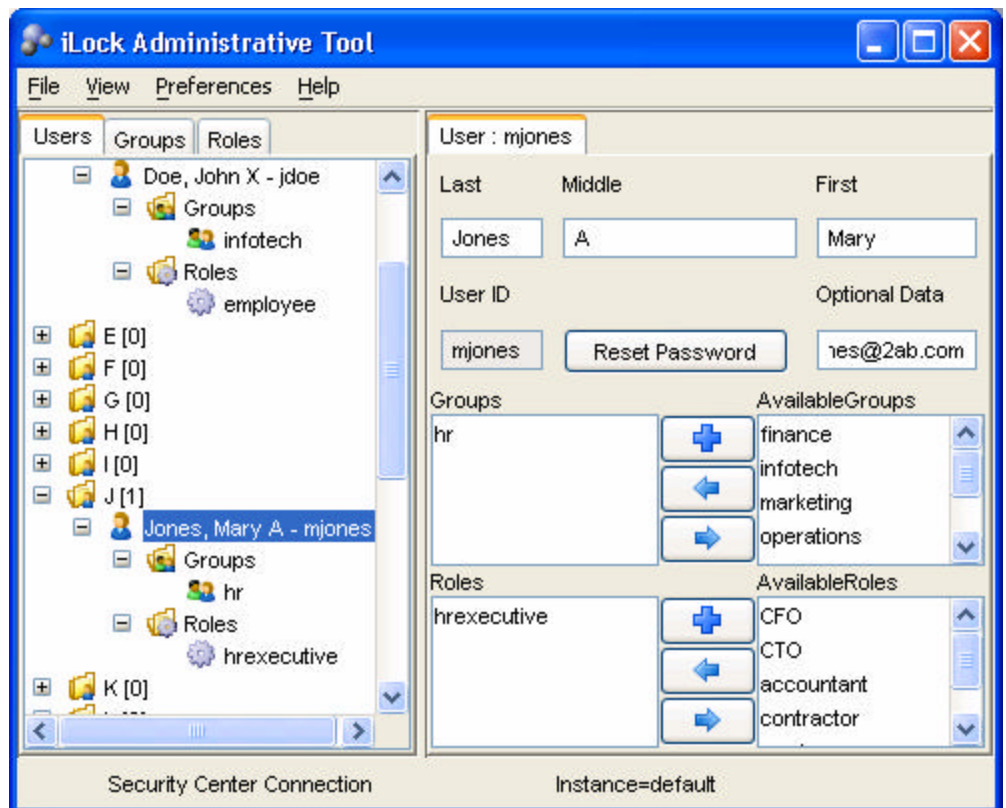 iLock Administrative Tool
File View Preferences Help
Users Groups Roles
Doe, John X - jdoe
Groups
infotech
Roles
employee
E [0]
F [0]
G [0]
H [0]
I [0]
J [1]
Jones, Mary A - mjones
Groups
hr
Roles
hrexecutive
K [0]
User : mjones
Last Middle First
Jones A Mary
User ID Optional Data
mjones Reset Password nes@2ab.com
Groups AvailableGroups
hr
finance
infotech
marketing
operations
Roles AvailableRoles
hrexecutive
CFO
CTO
accountant
contractor
Security Center Connection Instance=default